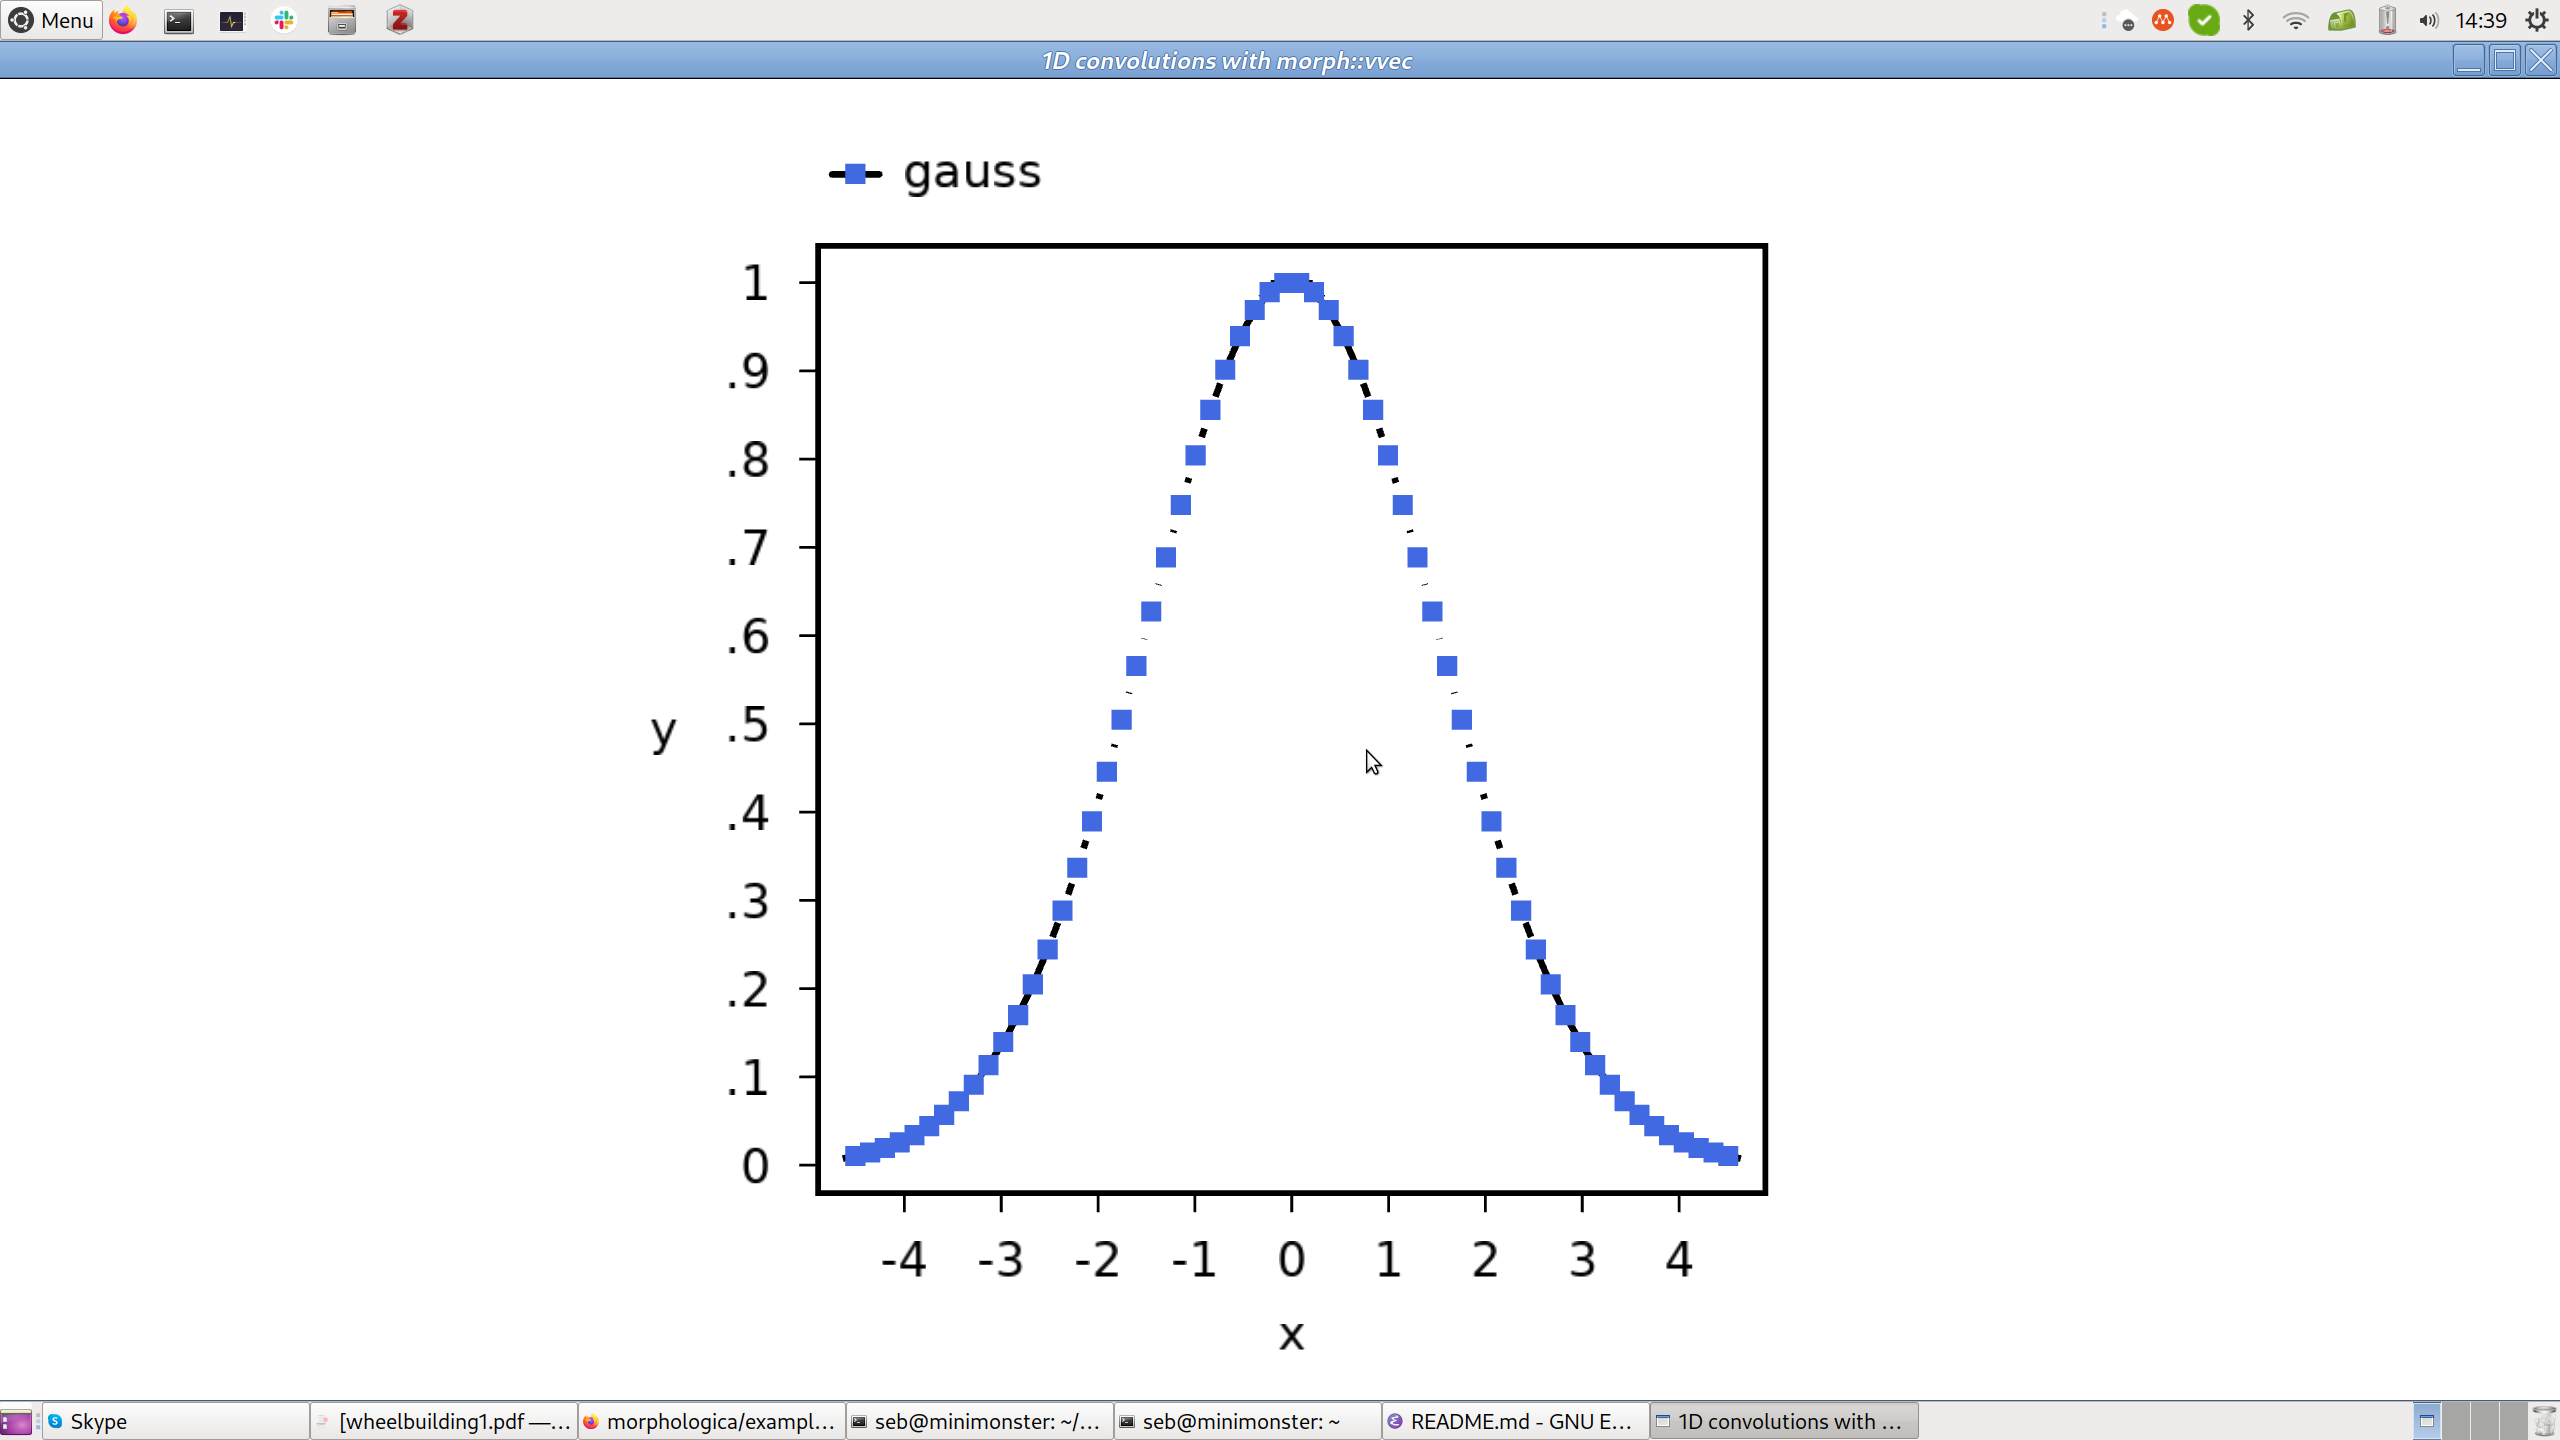 Menu
14:39
1D convolutions with morph::vvec
gauss
1
.9
.8
.7
.6
.5
y
.4
.3
.2
.1
0
-4 -3 -2 -1 0 1 2 3 4
x
Skype [wheelbuilding1.pdf —... morphologica/exampl... seb@minimonster: ~/... seb@minimonster: ~ README.md - GNU E... 1D convolutions with ...